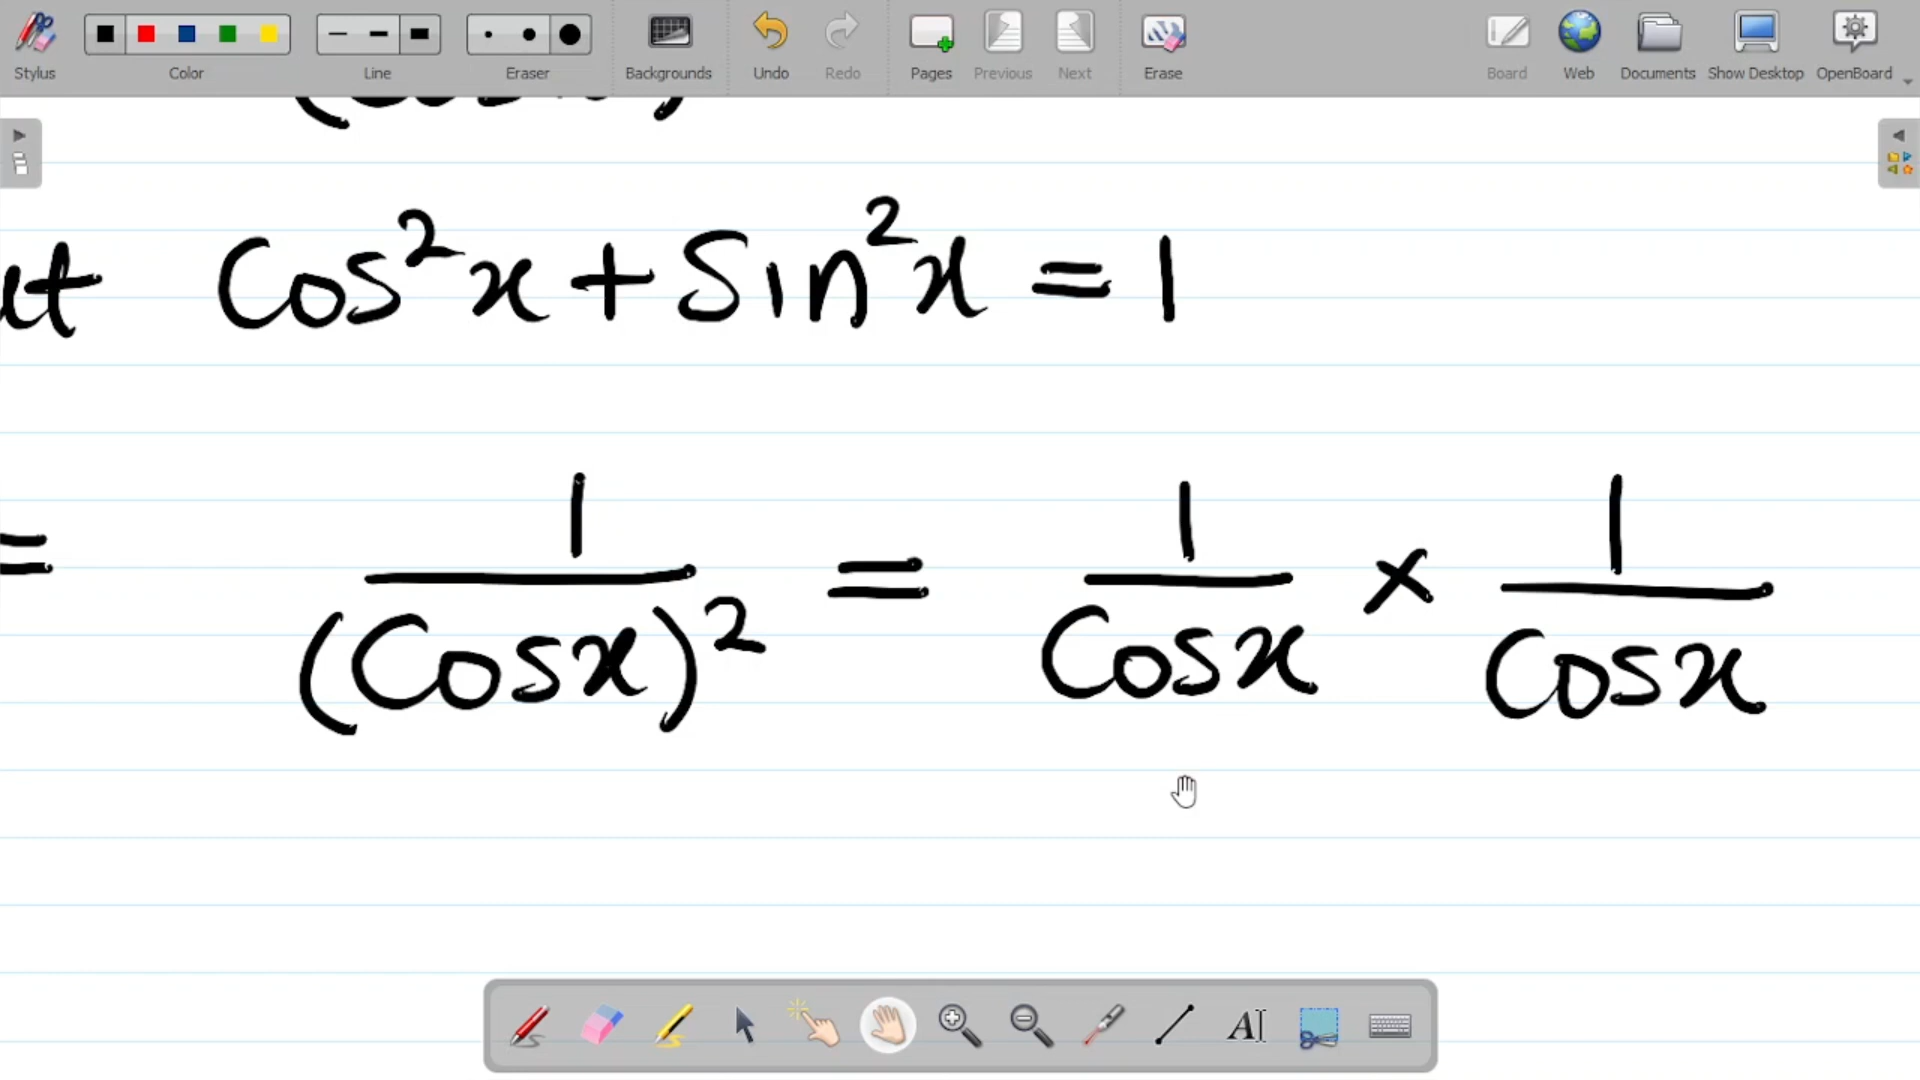 Stylus Color Line Eraser Backgrounds Undo Redo Pages Previous Next Erase Board Web Documents Show Desktop OpenBoard
ut Cos²x + Sin²x = 1
= 1/(Cosx)² = 1/Cosx × 1/Cosx
AI